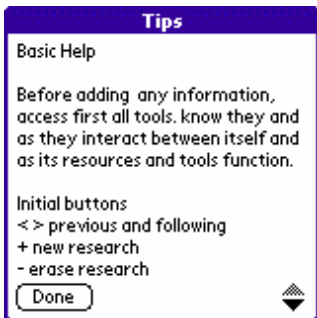 Tips
Basic Help
Before adding any information,
access first all tools. know they and
as they interact between itself and
as its resources and tools function.
Initial buttons
< > previous and following
+ new research
- erase research
Done